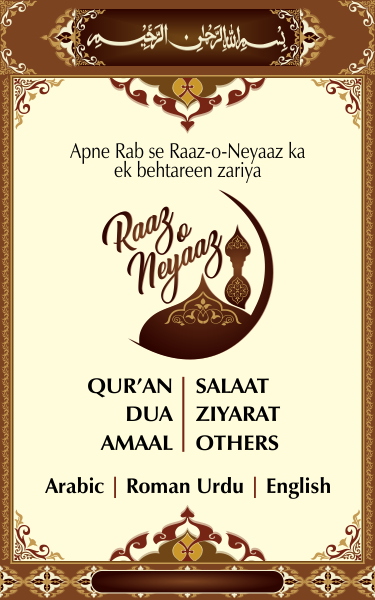 بسم الله الرحمن الرحيم
Apne Rab se Raaz-o-Neyaaz ka
ek behtareen zariya
Raaz
o
Neyaaz
QUR’AN | SALAAT
DUA | ZIYARAT
AMAAL | OTHERS
Arabic | Roman Urdu | English